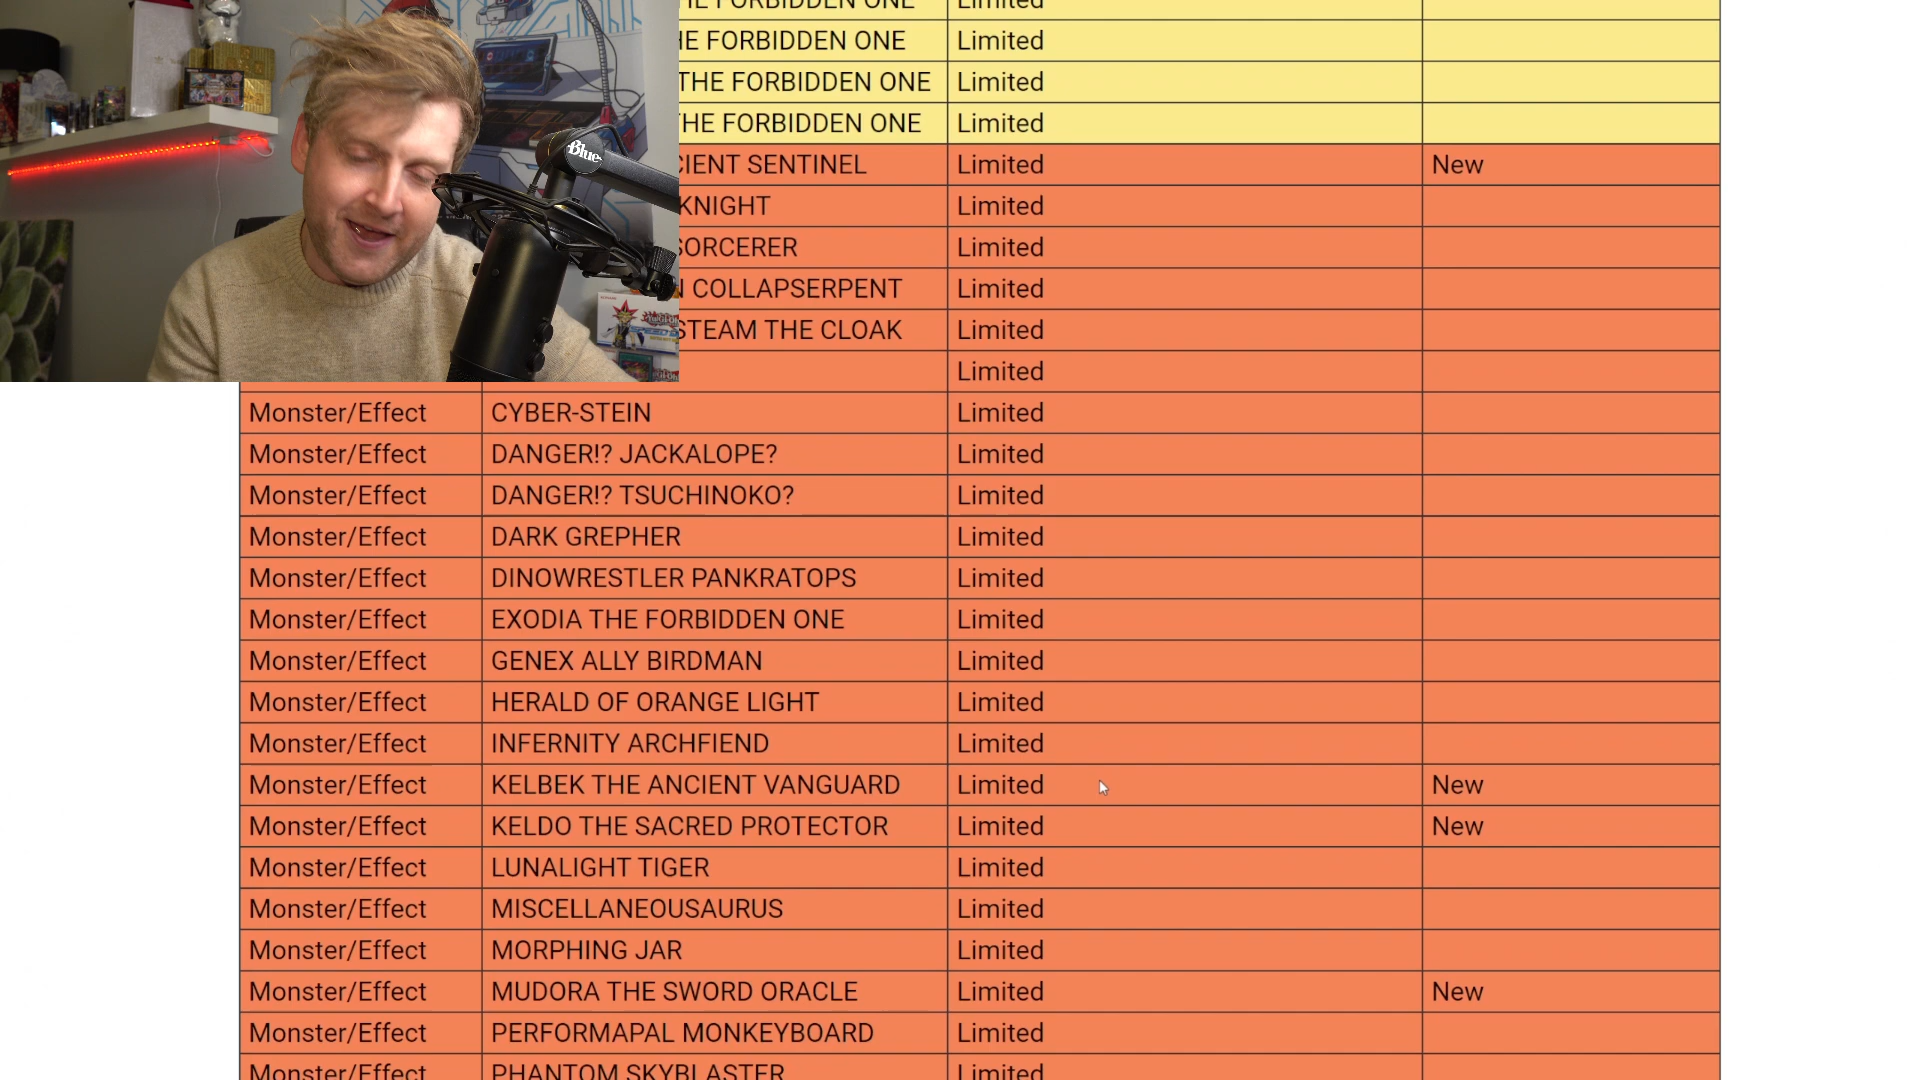 THE FORBIDDEN ONE Limited
HE FORBIDDEN ONE Limited
THE FORBIDDEN ONE Limited
THE FORBIDDEN ONE Limited
CIENT SENTINEL Limited New
KNIGHT Limited
SORCERER Limited
N COLLAPSERPENT Limited
STEAM THE CLOAK Limited
Limited
Blue
Monster/Effect CYBER-STEIN Limited
Monster/Effect DANGER!? JACKALOPE? Limited
Monster/Effect DANGER!? TSUCHINOKO? Limited
Monster/Effect DARK GREPHER Limited
Monster/Effect DINOWRESTLER PANKRATOPS Limited
Monster/Effect EXODIA THE FORBIDDEN ONE Limited
Monster/Effect GENEX ALLY BIRDMAN Limited
Monster/Effect HERALD OF ORANGE LIGHT Limited
Monster/Effect INFERNITY ARCHFIEND Limited
Monster/Effect KELBEK THE ANCIENT VANGUARD Limited New
Monster/Effect KELDO THE SACRED PROTECTOR Limited New
Monster/Effect LUNALIGHT TIGER Limited
Monster/Effect MISCELLANEOUSAURUS Limited
Monster/Effect MORPHING JAR Limited
Monster/Effect MUDORA THE SWORD ORACLE Limited New
Monster/Effect PERFORMAPAL MONKEYBOARD Limited
Monster/Effect PHANTOM SKYBLASTER Limited